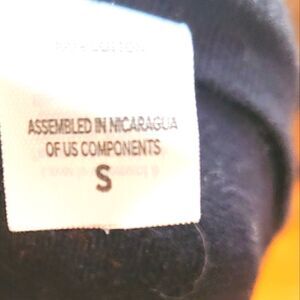 ASSEMBLED IN NICARAGUA
OF US COMPONENTS
S